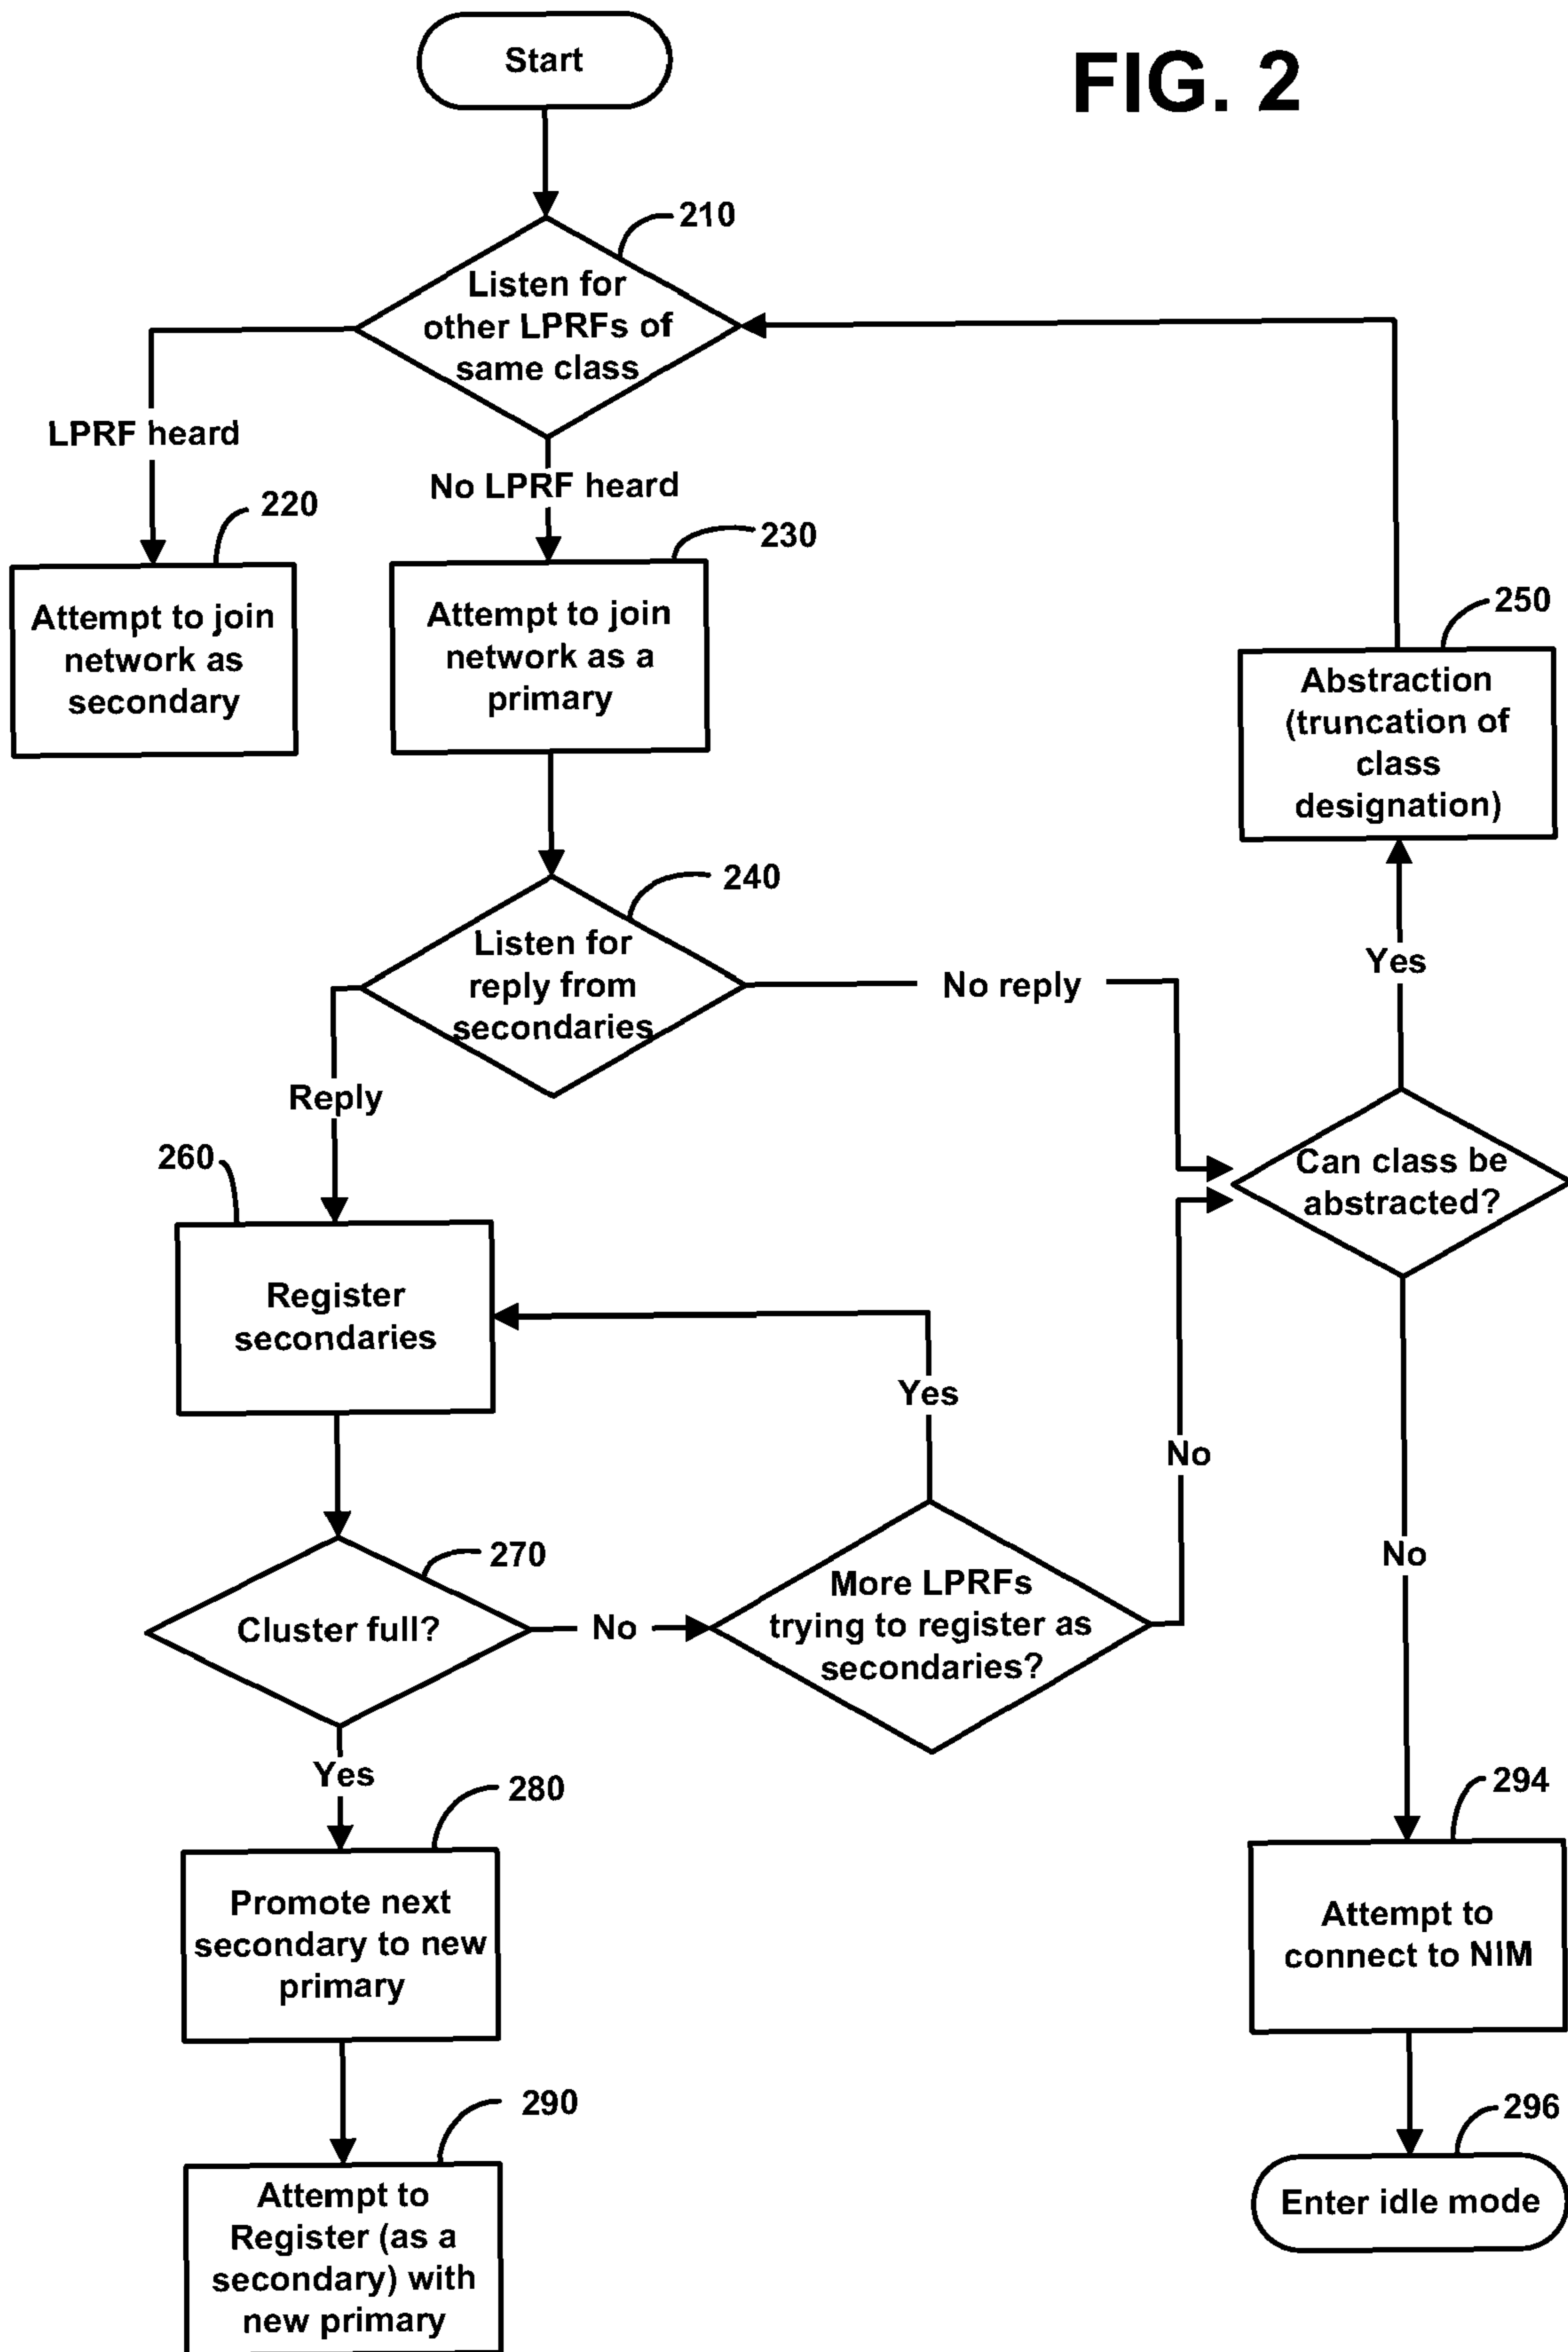 Start
FIG. 2
210
Listen for
other LPRFs of
same class
LPRF heard
No LPRF heard
220
230
Attempt to join
network as
secondary
Attempt to join
network as a
primary
250
Abstraction
(truncation of
class
designation)
240
Listen for
reply from
secondaries
No reply
Yes
Reply
260
Can class be
abstracted?
Register
secondaries
Yes
No
270
Cluster full?
No
More LPRFs
trying to register as
secondaries?
No
Yes
280
294
Promote next
secondary to new
primary
Attempt to
connect to NIM
290
296
Attempt to
Register (as a
secondary) with
new primary
Enter idle mode